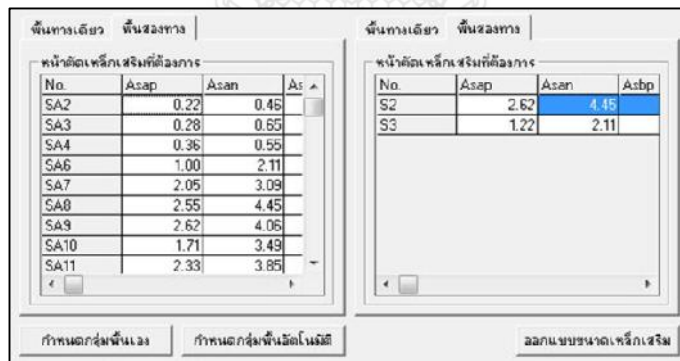 พื้นทางเดียว พื้นสองทาง
หน้าตัดเหล็กเสริมที่ต้องการ
No. Asap Asan As
SA2 0.22 0.46
SA3 0.28 0.65
SA4 0.36 0.55
SA6 1.00 2.11
SA7 2.05 3.09
SA8 2.55 4.45
SA9 2.62 4.06
SA10 1.71 3.49
SA11 2.33 3.85
กำหนดกลุ่มพื้นเอง กำหนดกลุ่มพื้นอัตโนมัติ
พื้นทางเดียว พื้นสองทาง
หน้าตัดเหล็กเสริมที่ต้องการ
No. Asap Asan Asbp
S2 2.62 4.45
S3 1.22 2.11
ออกแบบขนาดเหล็กเสริม